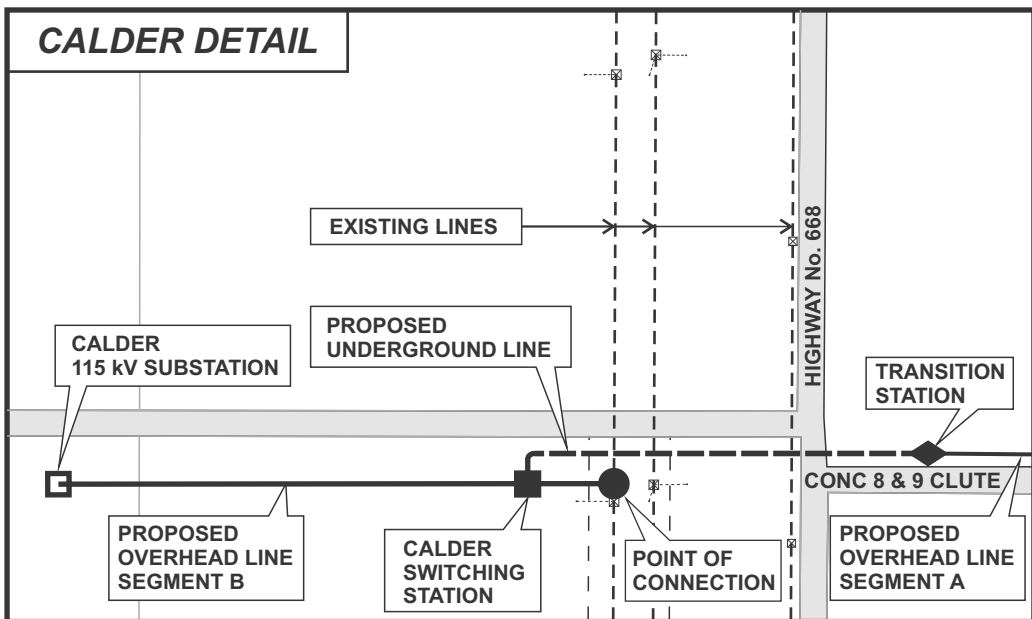 CALDER DETAIL
EXISTING LINES
HIGHWAY No. 668
PROPOSED
UNDERGROUND LINE
CALDER
115 kV SUBSTATION
TRANSITION
STATION
CONC 8 & 9 CLUTE
PROPOSED
OVERHEAD LINE
SEGMENT B
CALDER
SWITCHING
STATION
POINT OF
CONNECTION
PROPOSED
OVERHEAD LINE
SEGMENT A